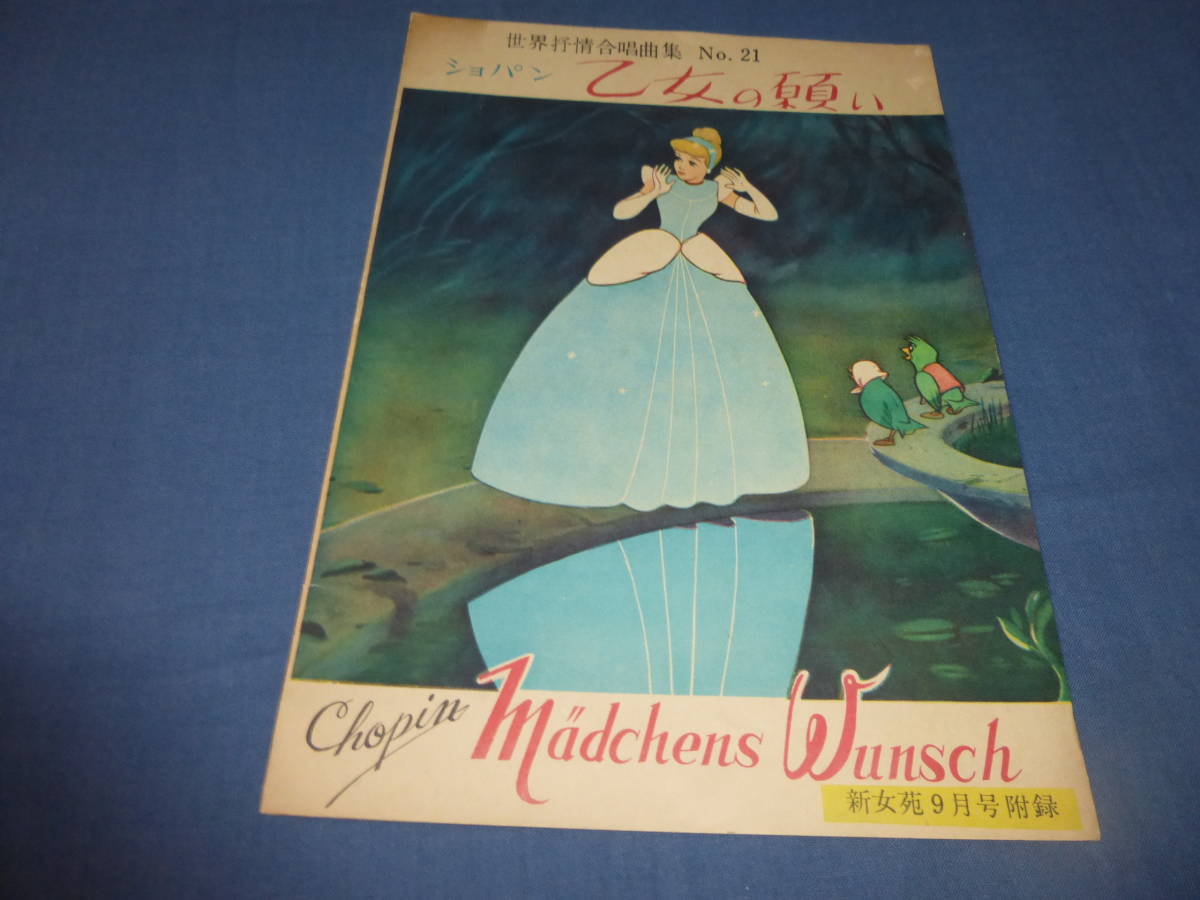 世界抒情合唱曲集 No. 21
ショパン 乙女の願い
Chopin Mädchens Wunsch
新女苑9月号附録